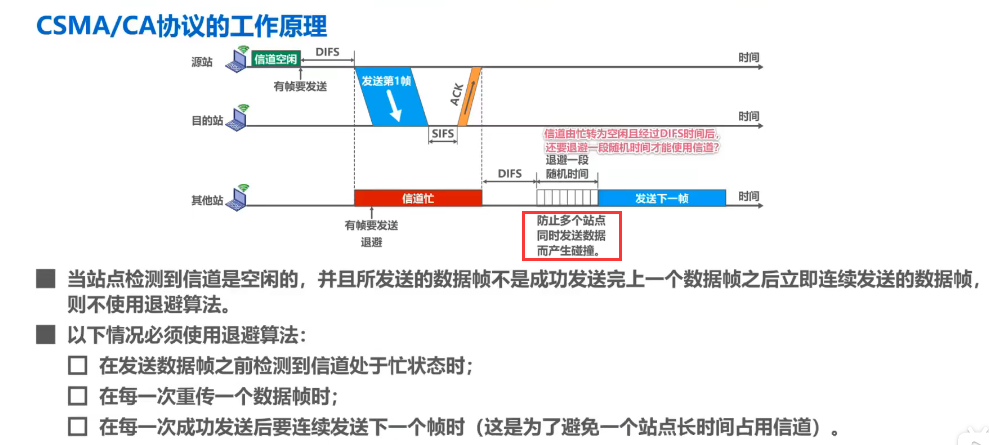 CSMA/CA协议的工作原理
源站
信道空闲
DIFS
时间
有帧要发送
发送第1帧
ACK
目的站
SIFS
时间
信道由忙转为空闲且经过DIFS时间后，
还要退避一段随机时间才能使用信道？
退避一段
随机时间
DIFS
其他站
信道忙
发送下一帧
时间
有帧要发送
退避
防止多个站点
同时发送数据
而产生碰撞。
当站点检测到信道是空闲的，并且所发送的数据帧不是成功发送完上一个数据帧之后立即连续发送的数据帧，
则不使用退避算法。
以下情况必须使用退避算法：
在发送数据帧之前检测到信道处于忙状态时；
在每一次重传一个数据帧时；
在每一次成功发送后要连续发送下一个帧时（这是为了避免一个站点长时间占用信道）。